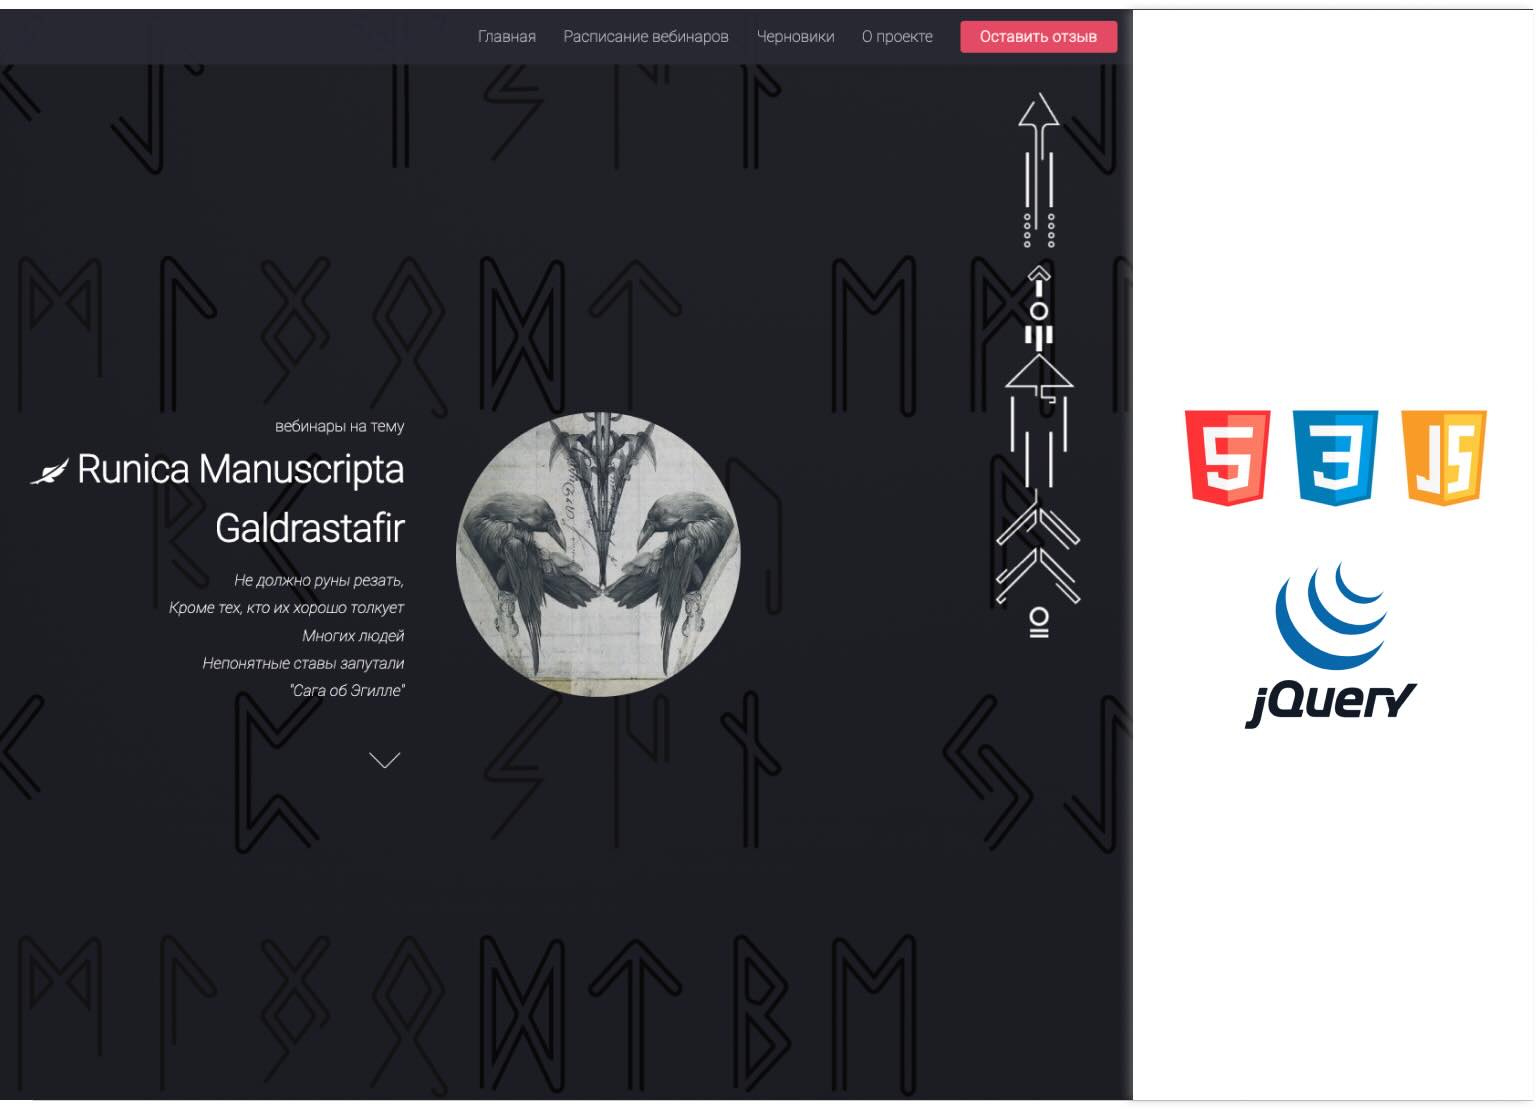 Главная Расписание вебинаров Черновики О проекте Оставить отзыв
вебинары на тему
Runica Manuscripta
Galdrastafir
Не должно руны резать,
Кроме тех, кто их хорошо толкует
Многих людей
Непонятные ставы запутали
"Сага об Эгилле"
5 3 JS
jQuery